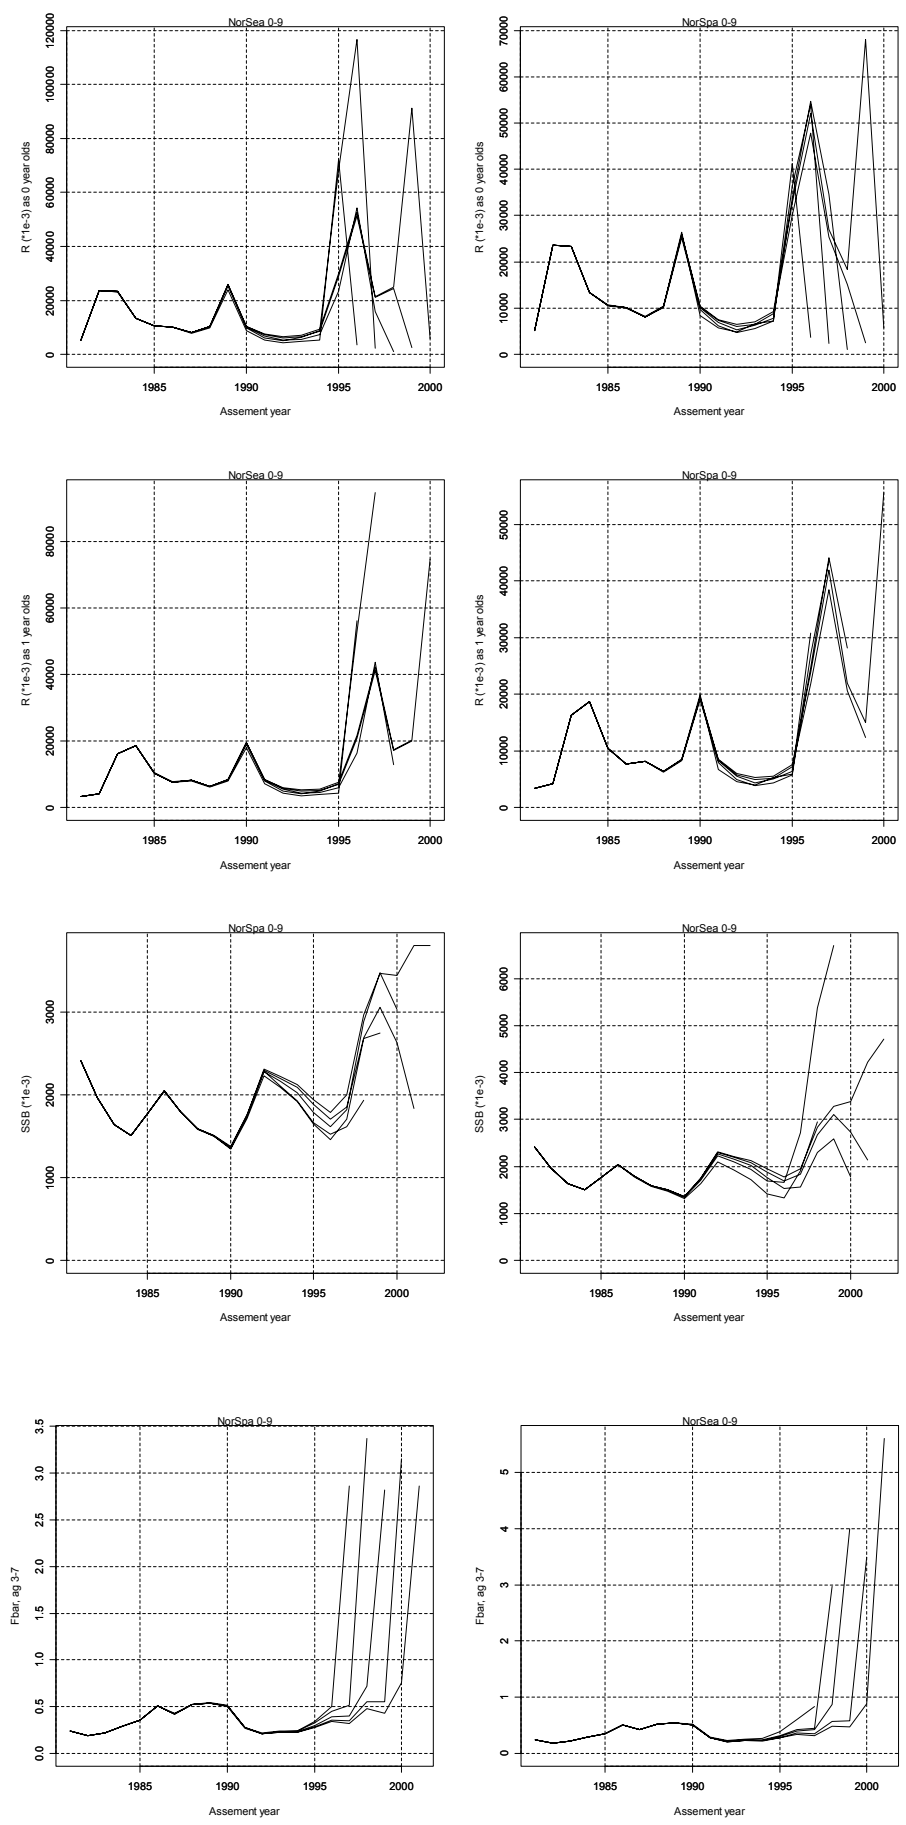 NorSea 0-9
R (*1e-3) as 0 year olds
120000
100000
80000
60000
40000
20000
0
1985 1990 1995 2000
Assement year
NorSpa 0-9
R (*1e-3) as 0 year olds
70000
60000
50000
40000
30000
20000
10000
0
1985 1990 1995 2000
Assement year
NorSea 0-9
R (*1e-3) as 1 year olds
80000
60000
40000
20000
0
1985 1990 1995 2000
Assement year
NorSpa 0-9
R (*1e-3) as 1 year olds
50000
40000
30000
20000
10000
0
1985 1990 1995 2000
Assement year
NorSpa 0-9
SSB (*1e-3)
3000
2000
1000
0
1985 1990 1995 2000
Assement year
NorSea 0-9
SSB (*1e-3)
6000
5000
4000
3000
2000
1000
0
1985 1990 1995 2000
Assement year
NorSpa 0-9
Fbar, ag 3-7
3.5
3.0
2.5
2.0
1.5
1.0
0.5
0.0
1985 1990 1995 2000
Assement year
NorSea 0-9
Fbar, ag 3-7
5
4
3
2
1
0
1985 1990 1995 2000
Assement year